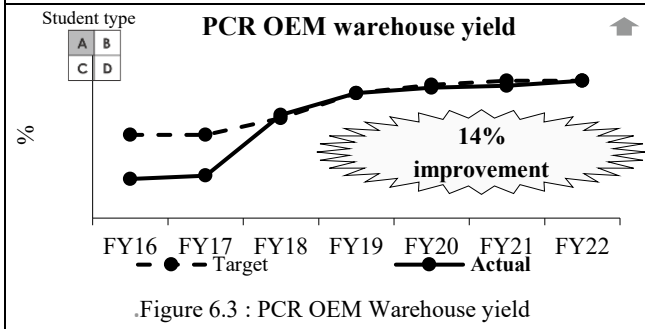 Student type
PCR OEM warehouse yield
A B
C D
%
14%
improvement
FY16 FY17 FY18 FY19 FY20 FY21 FY22
Target Actual
.Figure 6.3 : PCR OEM Warehouse yield